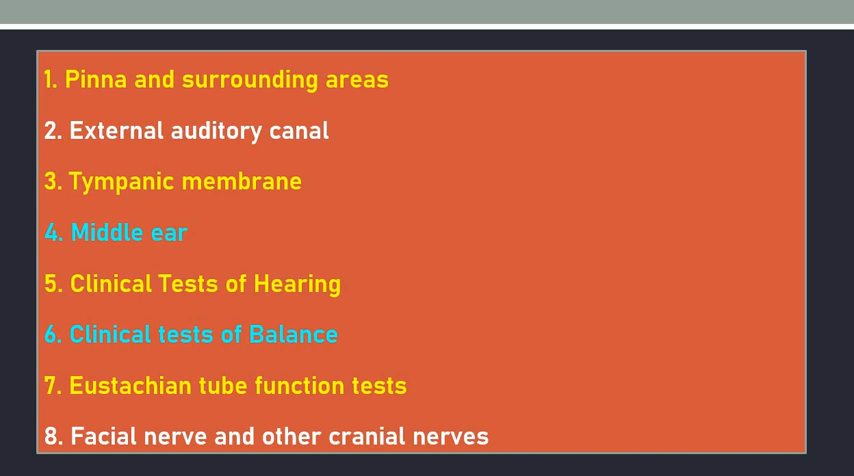 1. Pinna and surrounding areas
2. External auditory canal
3. Tympanic membrane
4. Middle ear
5. Clinical Tests of Hearing
6. Clinical tests of Balance
7. Eustachian tube function tests
8. Facial nerve and other cranial nerves